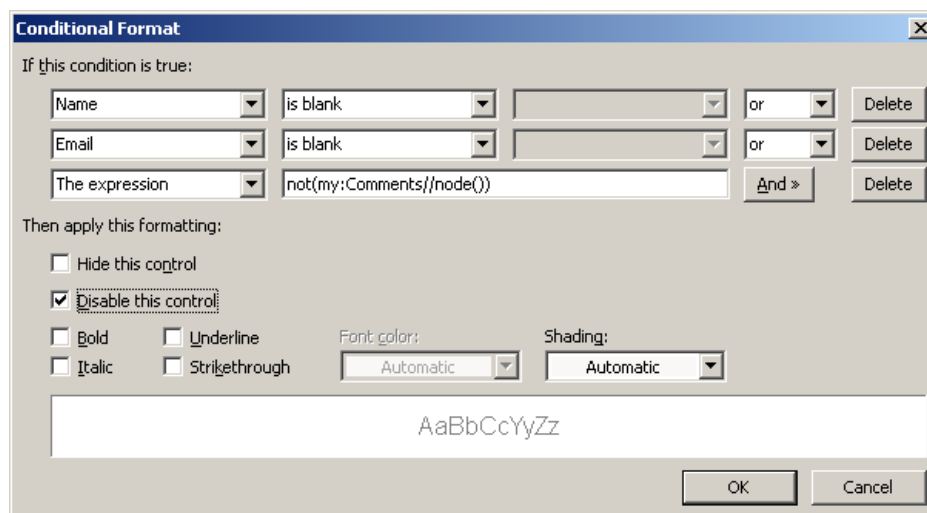 Conditional Format
If this condition is true:
Name is blank or Delete
Email is blank or Delete
The expression not(my:Comments//node()) And » Delete
Then apply this formatting:
Hide this control
Disable this control
Bold Underline Font color: Shading:
Italic Strikethrough Automatic Automatic
AaBbCcYyZz
OK Cancel